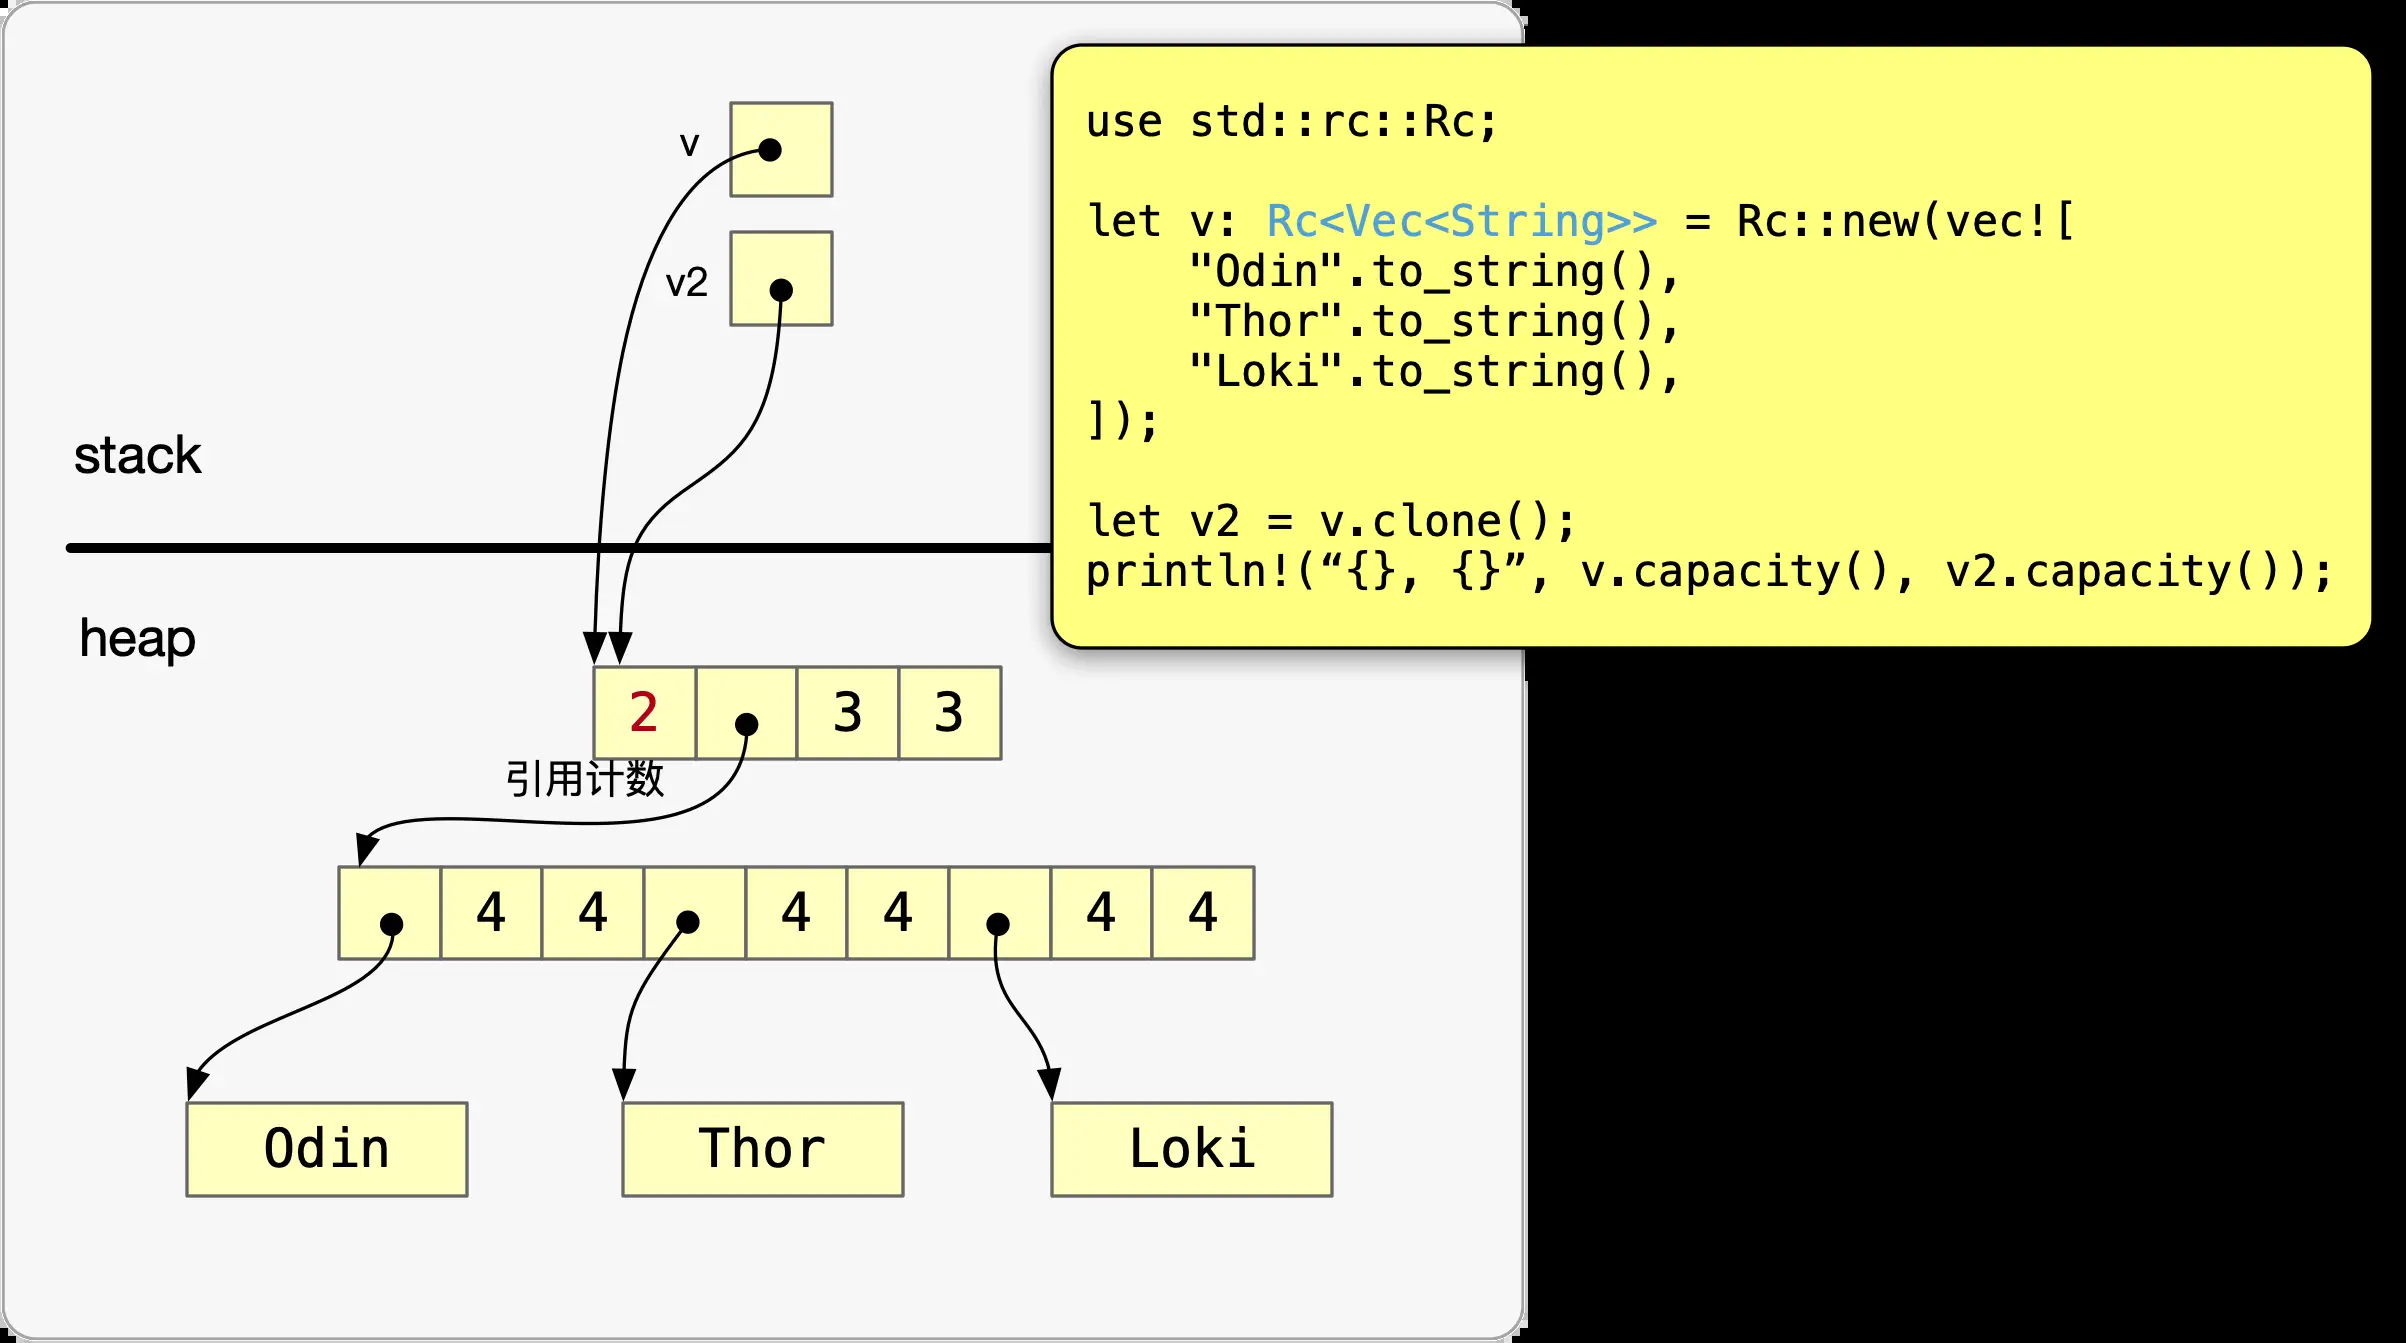 v
v2
stack
heap
2 3 3
引用计数
4 4 4 4 4 4
Odin Thor Loki
use std::rc::Rc;
let v: Rc<Vec<String>> = Rc::new(vec![
    "Odin".to_string(),
    "Thor".to_string(),
    "Loki".to_string(),
]);
let v2 = v.clone();
println!(“{}, {}”, v.capacity(), v2.capacity());